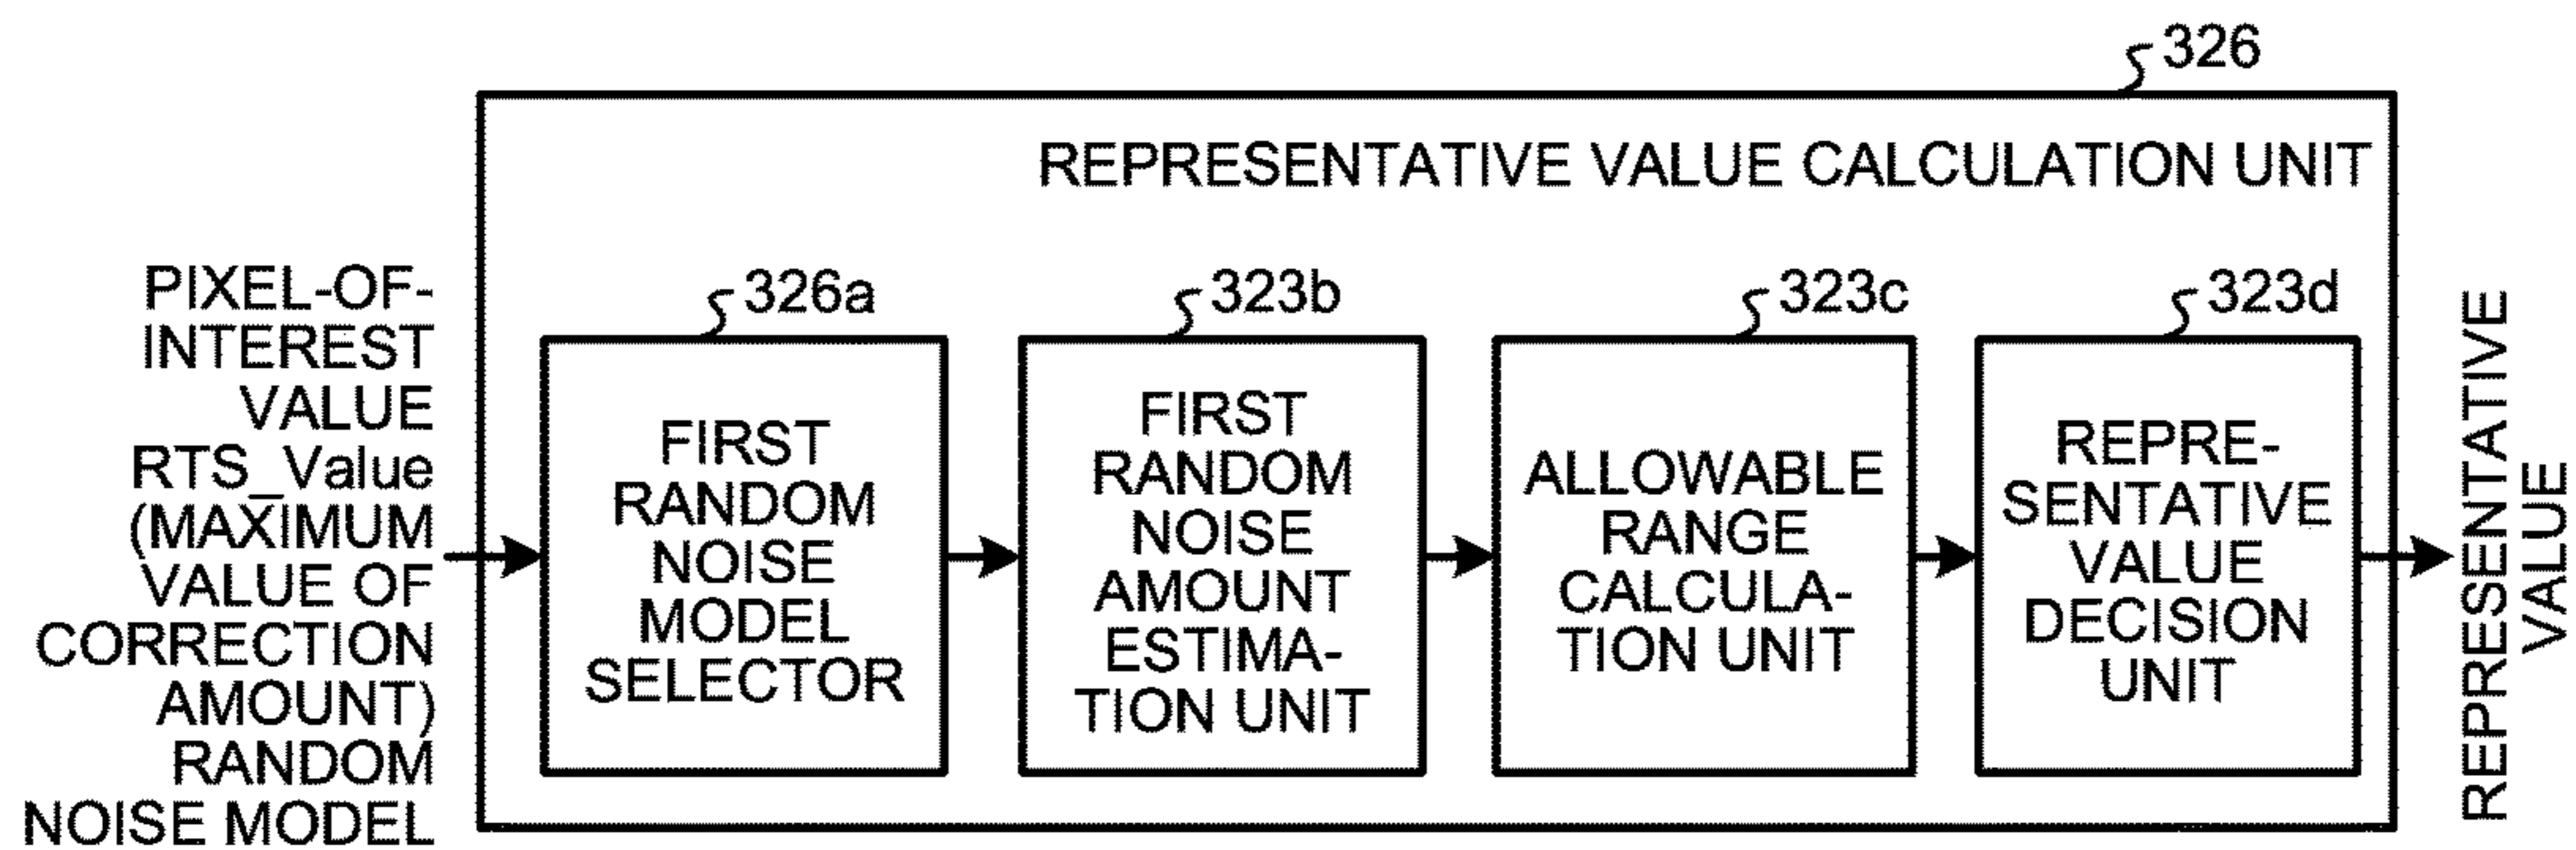 326
REPRESENTATIVE VALUE CALCULATION UNIT
PIXEL-OF-
INTEREST
VALUE
RTS_Value
(MAXIMUM
VALUE OF
CORRECTION
AMOUNT)
RANDOM
NOISE MODEL
326a
FIRST
RANDOM
NOISE
MODEL
SELECTOR
323b
FIRST
RANDOM
NOISE
AMOUNT
ESTIMA-
TION UNIT
323c
ALLOWABLE
RANGE
CALCULA-
TION UNIT
323d
REPRE-
SENTATIVE
VALUE
DECISION
UNIT
REPRESENTATIVE
VALUE